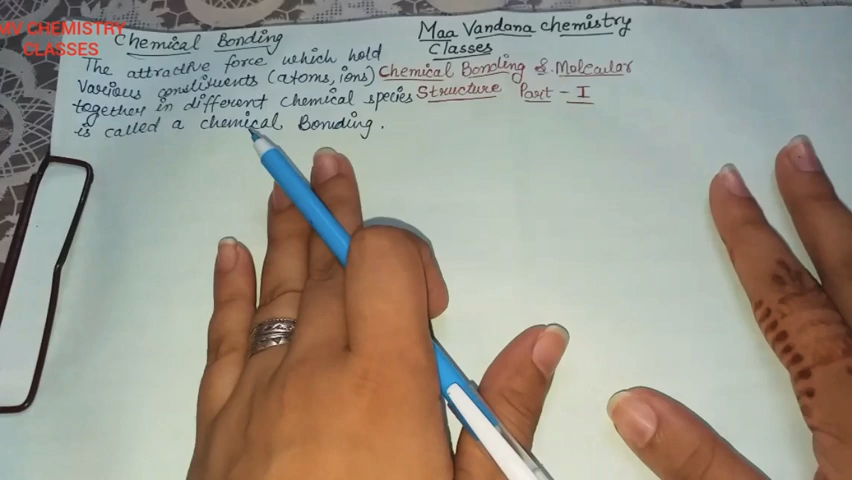 MV CHEMISTRY
CLASSES
Chemical Bonding
The attractive force which hold
Various constituents (atoms, ions)
together in different chemical species
is called a chemical Bonding.
Maa Vandana chemistry
Classes
Chemical Bonding & Molcular
Structure Part - I